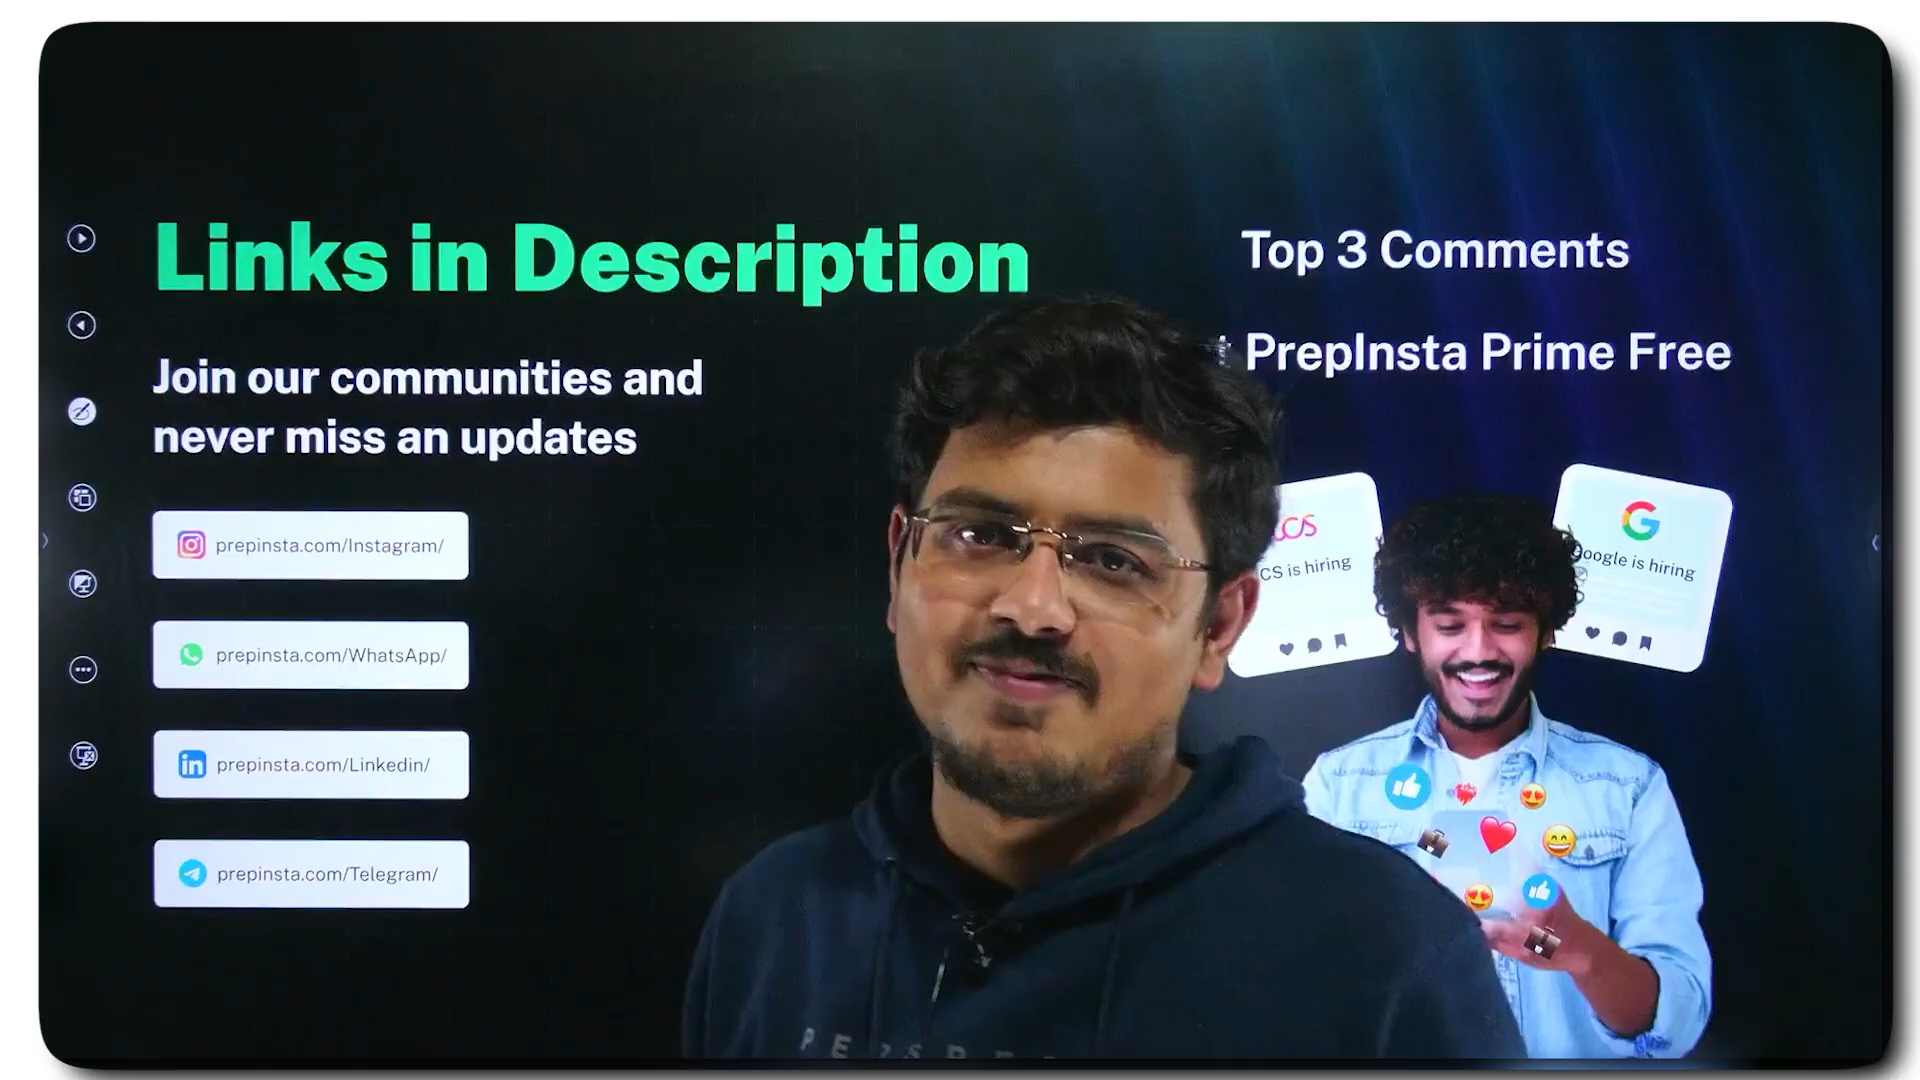 Links in Description
Join our communities and
never miss an updates
prepinsta.com/Instagram/
prepinsta.com/WhatsApp/
prepinsta.com/Linkedin/
prepinsta.com/Telegram/
Top 3 Comments
PrepInsta Prime Free
CS is hiring
Google is hiring